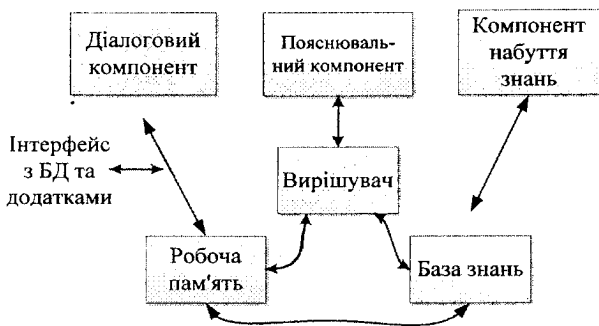 Діалоговий
компонент
Пояснюваль-
ний компонент
Компонент
набуття
знань
Інтерфейс
з БД та
додатками
Вирішувач
Робоча
пам'ять
База знань